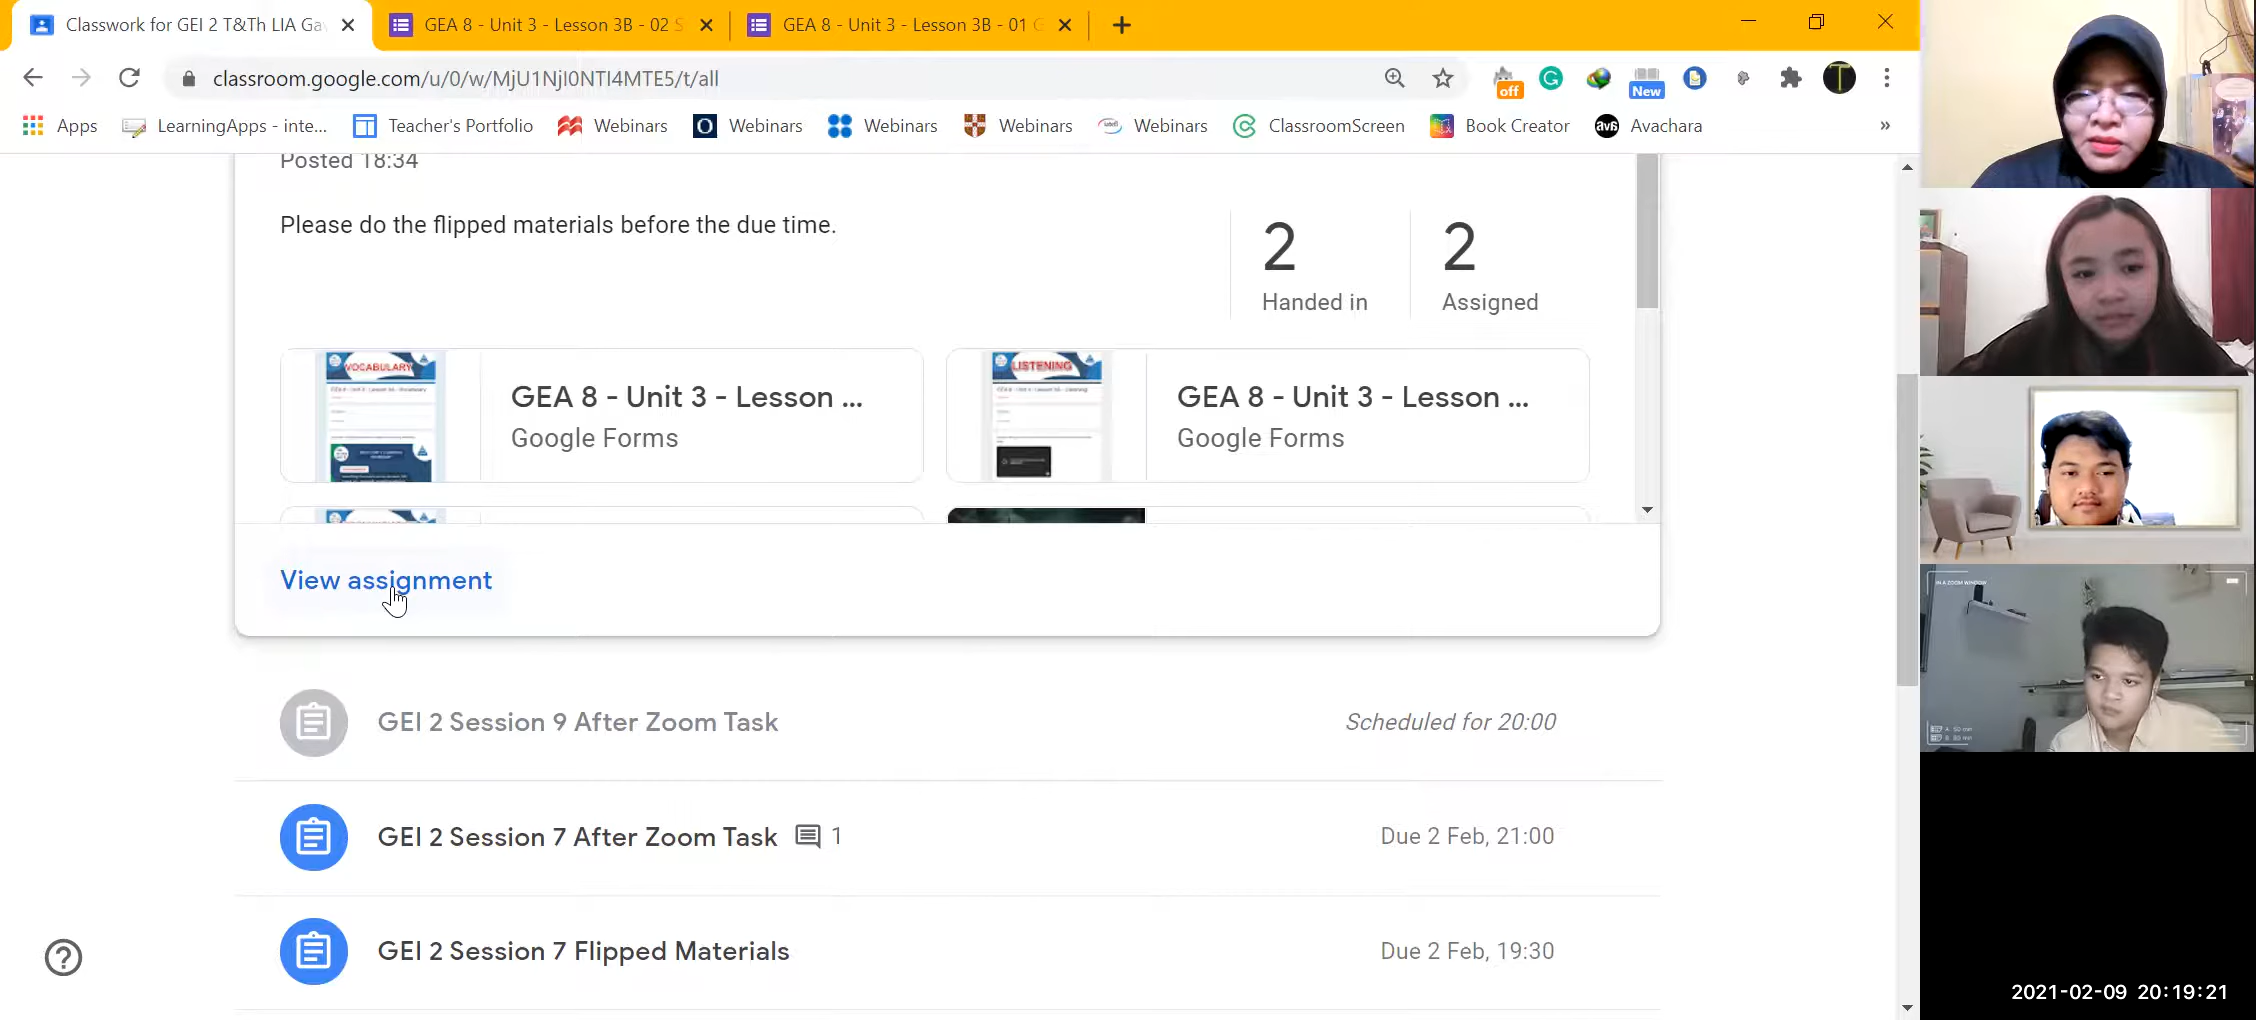 Classwork for GEI 2 T&Th LIA Ga
GEA 8 - Unit 3 - Lesson 3B - 02 S
GEA 8 - Unit 3 - Lesson 3B - 01 G
classroom.google.com/u/0/w/MjU1NjI0NTI4MTE5/t/all
off
New
T
Apps
LearningApps - inte...
Teacher's Portfolio
Webinars
Webinars
Webinars
Webinars
Webinars
ClassroomScreen
Book Creator
Avachara
»
Posted 18:34
Please do the flipped materials before the due time.
2
Handed in
2
Assigned
VOCABULARY
GEA 8 - Unit 3 - Lesson ...
Google Forms
LISTENING
GEA 8 - Unit 3 - Lesson ...
Google Forms
View assignment
GEI 2 Session 9 After Zoom Task
Scheduled for 20:00
GEI 2 Session 7 After Zoom Task
1
Due 2 Feb, 21:00
GEI 2 Session 7 Flipped Materials
Due 2 Feb, 19:30
IN A ZOOM WINDOW
2021-02-09 20:19:21